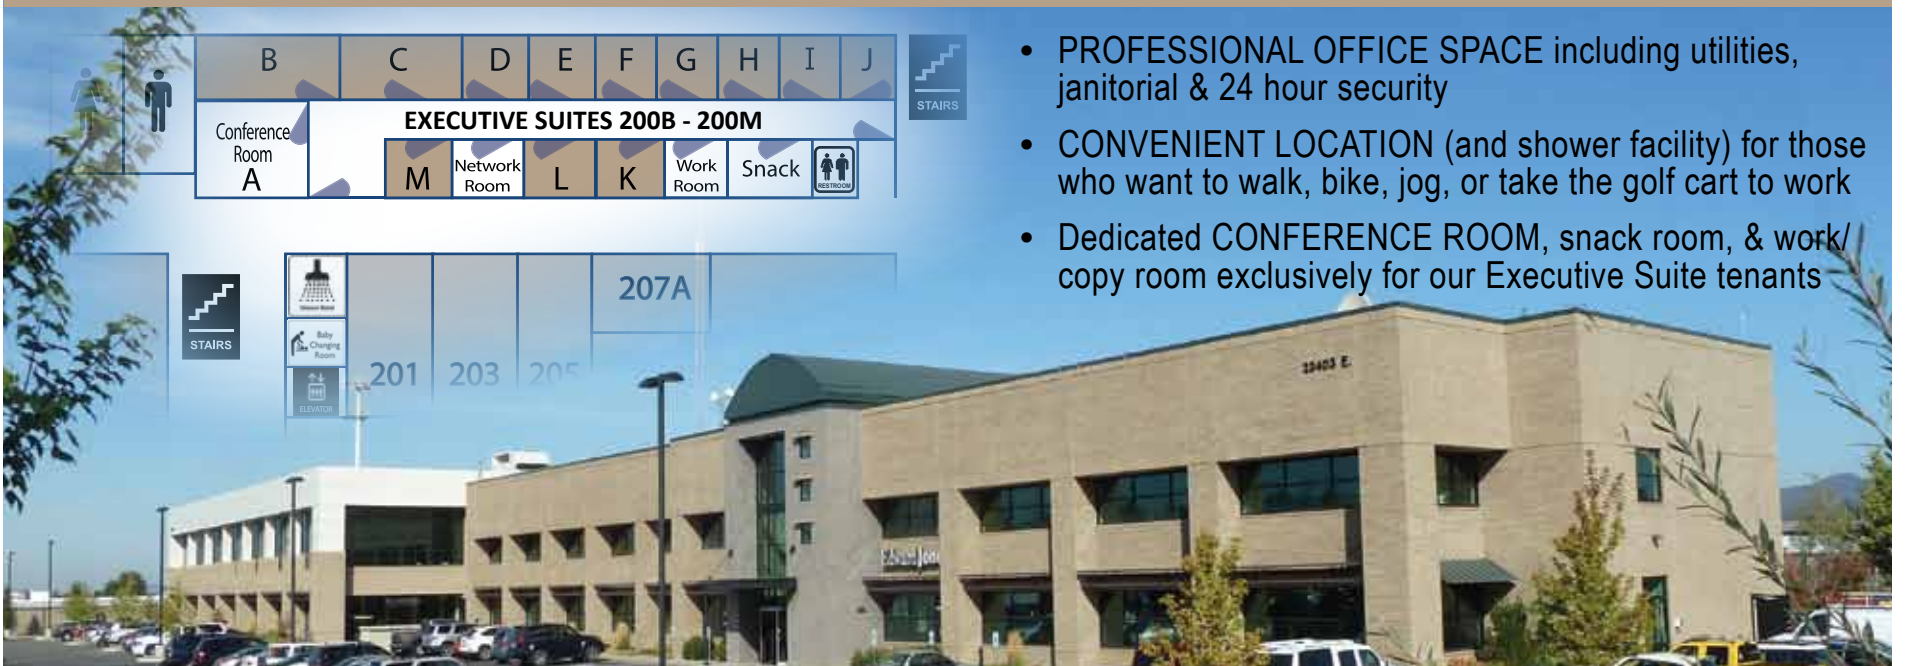 B C D E F G H I J
STAIRS
Conference
Room
A
EXECUTIVE SUITES 200B - 200M
M
Network
Room
L
K
Work
Room
Snack
RESTROOM
• PROFESSIONAL OFFICE SPACE including utilities,
janitorial & 24 hour security
• CONVENIENT LOCATION (and shower facility) for those
who want to walk, bike, jog, or take the golf cart to work
• Dedicated CONFERENCE ROOM, snack room, & work/
copy room exclusively for our Executive Suite tenants
STAIRS
Baby
Changing
Room
ELEVATOR
201 203 205
207A
23403 E.
Edward Jones